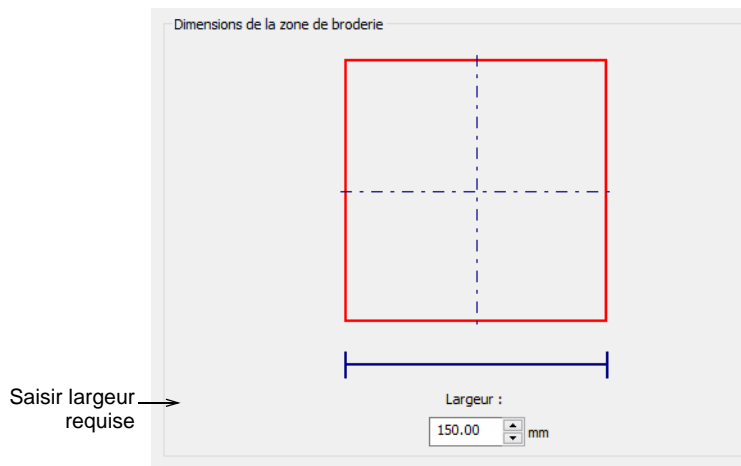 Dimensions de la zone de broderie
Saisir largeur
requise
Largeur :
150.00 mm